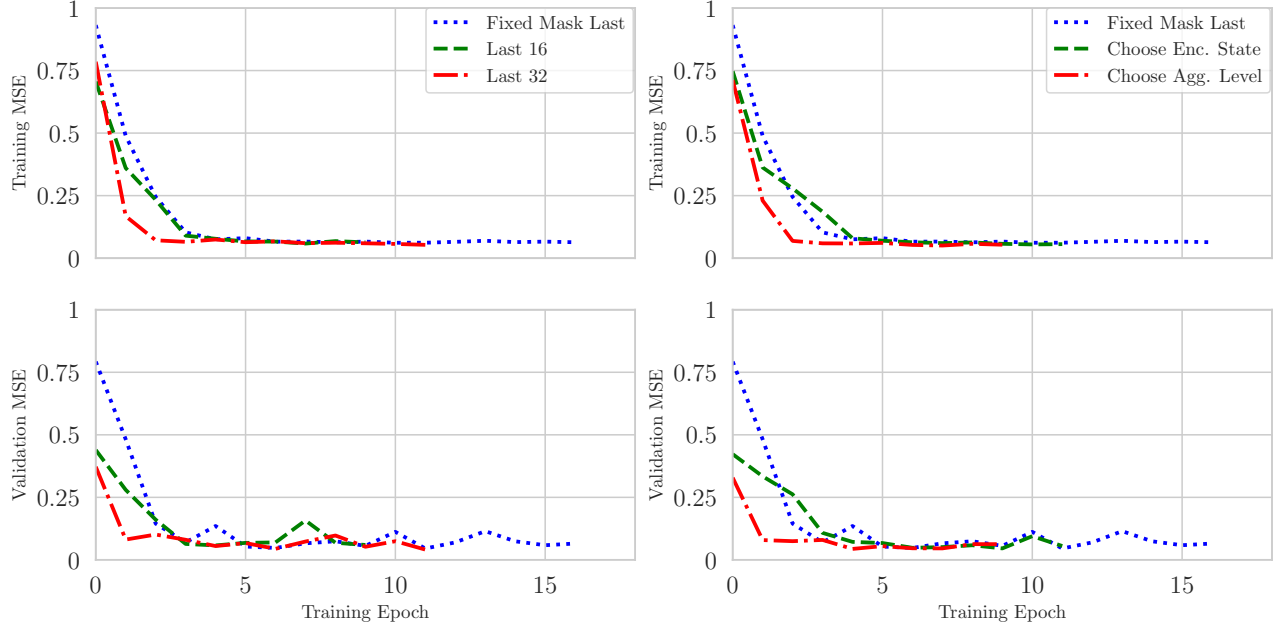 1
0.75
0.5
0.25
0
Training MSE
Fixed Mask Last
Last 16
Last 32
1
0.75
0.5
0.25
0
Training MSE
Fixed Mask Last
Choose Enc. State
Choose Agg. Level
1
0.75
0.5
0.25
0
Validation MSE
0 5 10 15
Training Epoch
1
0.75
0.5
0.25
0
Validation MSE
0 5 10 15
Training Epoch